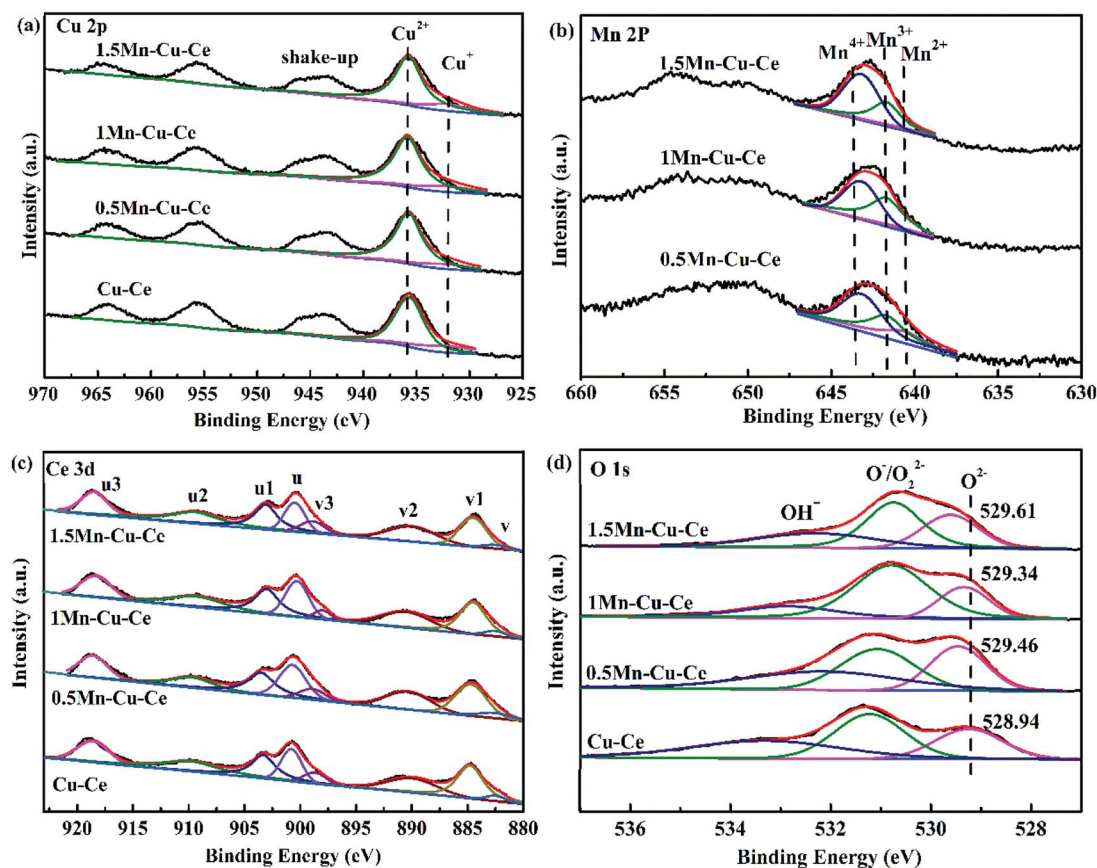 (a) Cu 2p
Cu2+
1.5Mn-Cu-Ce
shake-up
Cu+
1Mn-Cu-Ce
0.5Mn-Cu-Ce
Cu-Ce
Intensity (a.u.)
970 965 960 955 950 945 940 935 930 925
Binding Energy (eV)
(b) Mn 2P
Mn4+ Mn3+ Mn2+
1.5Mn-Cu-Ce
1Mn-Cu-Ce
0.5Mn-Cu-Ce
Intensity (a.u.)
660 655 650 645 640 635 630
Binding Energy (eV)
(c) Ce 3d
u3 u2 u1 u v3 v2 v1 v
1.5Mn-Cu-Ce
1Mn-Cu-Ce
0.5Mn-Cu-Ce
Cu-Ce
Intensity (a.u.)
920 915 910 905 900 895 890 885 880
Binding Energy (eV)
(d) O 1s
O-/O2 2- O2-
OH-
1.5Mn-Cu-Ce 529.61
1Mn-Cu-Ce 529.34
0.5Mn-Cu-Ce 529.46
Cu-Ce 528.94
Intensity (a.u.)
536 534 532 530 528
Binding Energy (eV)